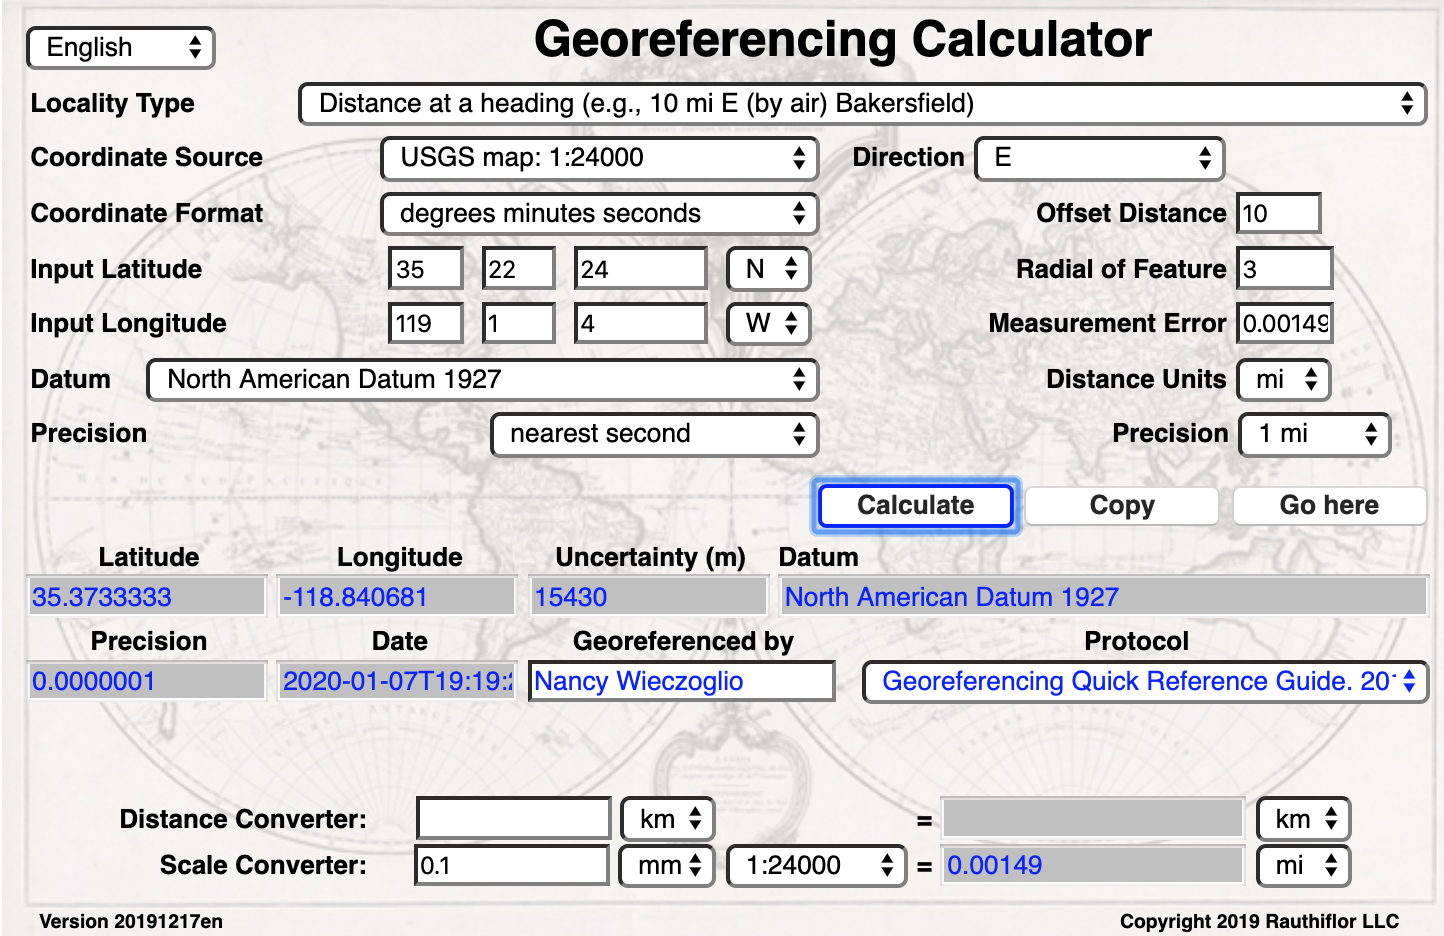 English
Georeferencing Calculator
Locality Type Distance at a heading (e.g., 10 mi E (by air) Bakersfield)
Coordinate Source USGS map: 1:24000 Direction E
Coordinate Format degrees minutes seconds Offset Distance 10
Input Latitude 35 22 24 N Radial of Feature 3
Input Longitude 119 1 4 W Measurement Error 0.00149
Datum North American Datum 1927 Distance Units mi
Precision nearest second Precision 1 mi
Calculate Copy Go here
Latitude Longitude Uncertainty (m) Datum
35.3733333 -118.840681 15430 North American Datum 1927
Precision Date Georeferenced by Protocol
0.0000001 2020-01-07T19:19: Nancy Wieczoglio Georeferencing Quick Reference Guide. 20
Distance Converter: km = km
Scale Converter: 0.1 mm 1:24000 = 0.00149 mi
Version 20191217en Copyright 2019 Rauthiflor LLC